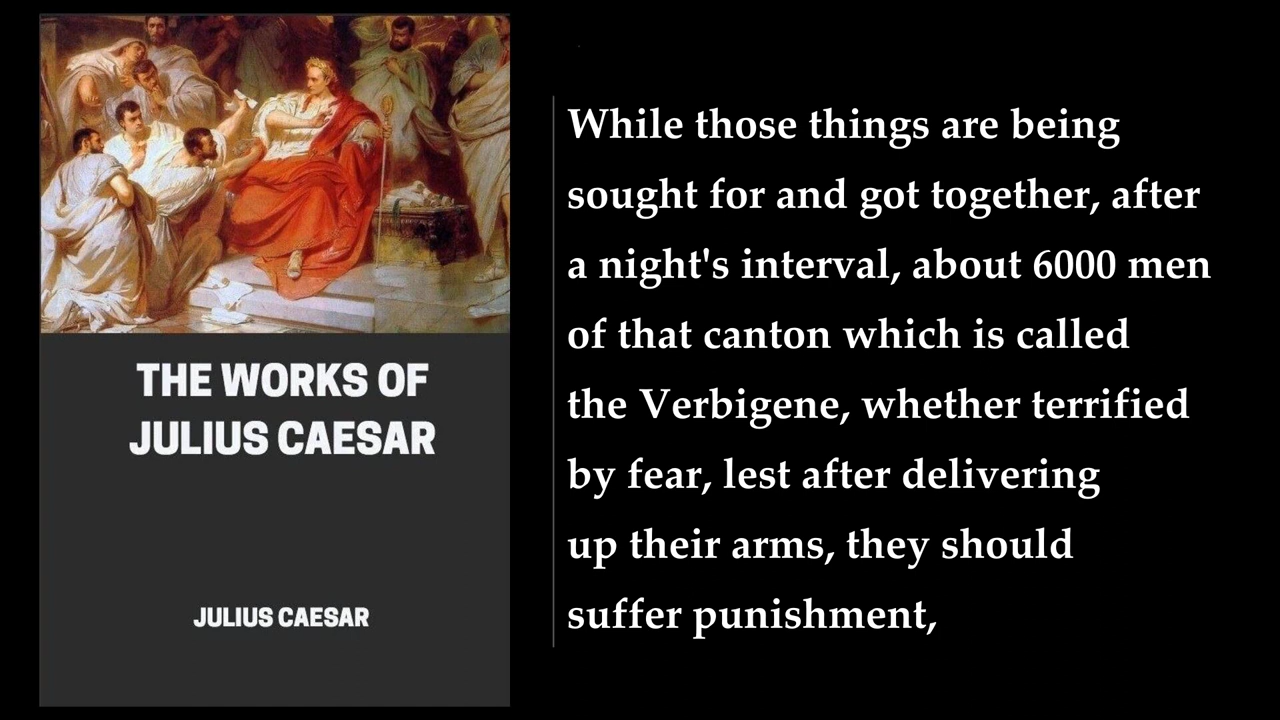 THE WORKS OF
JULIUS CAESAR
JULIUS CAESAR
While those things are being
sought for and got together, after
a night's interval, about 6000 men
of that canton which is called
the Verbigene, whether terrified
by fear, lest after delivering
up their arms, they should
suffer punishment,